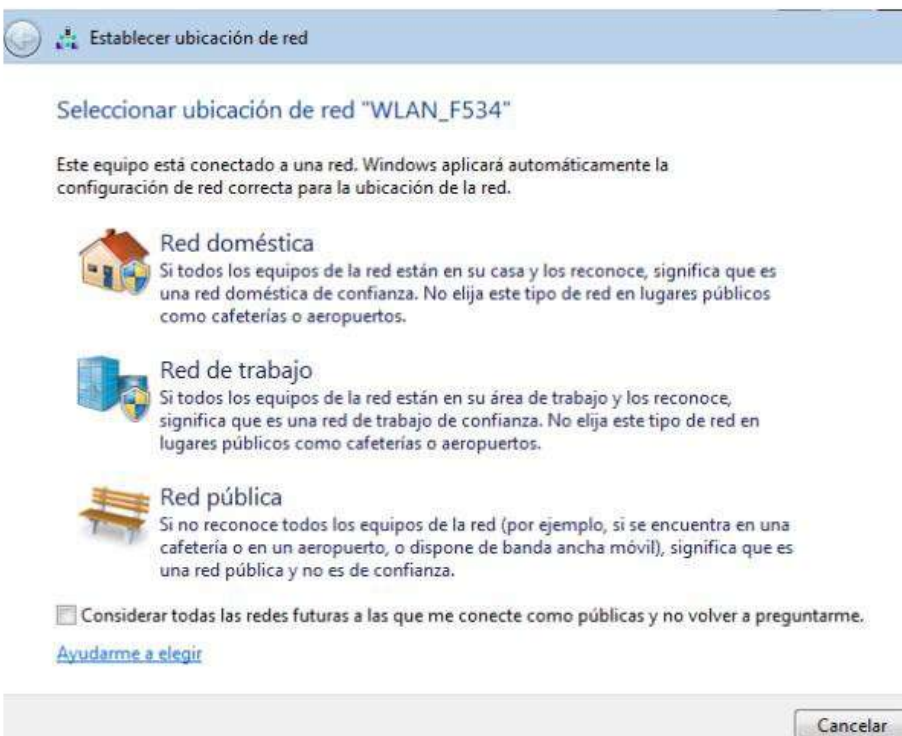 Establecer ubicación de red
Seleccionar ubicación de red "WLAN_F534"
Este equipo está conectado a una red. Windows aplicará automáticamente la
configuración de red correcta para la ubicación de la red.
Red doméstica
Si todos los equipos de la red están en su casa y los reconoce, significa que es
una red doméstica de confianza. No elija este tipo de red en lugares públicos
como cafeterías o aeropuertos.
Red de trabajo
Si todos los equipos de la red están en su área de trabajo y los reconoce,
significa que es una red de trabajo de confianza. No elija este tipo de red en
lugares públicos como cafeterías o aeropuertos.
Red pública
Si no reconoce todos los equipos de la red (por ejemplo, si se encuentra en una
cafetería o en un aeropuerto, o dispone de banda ancha móvil), significa que es
una red pública y no es de confianza.
Considerar todas las redes futuras a las que me conecte como públicas y no volver a preguntarme.
Ayudarme a elegir
Cancelar